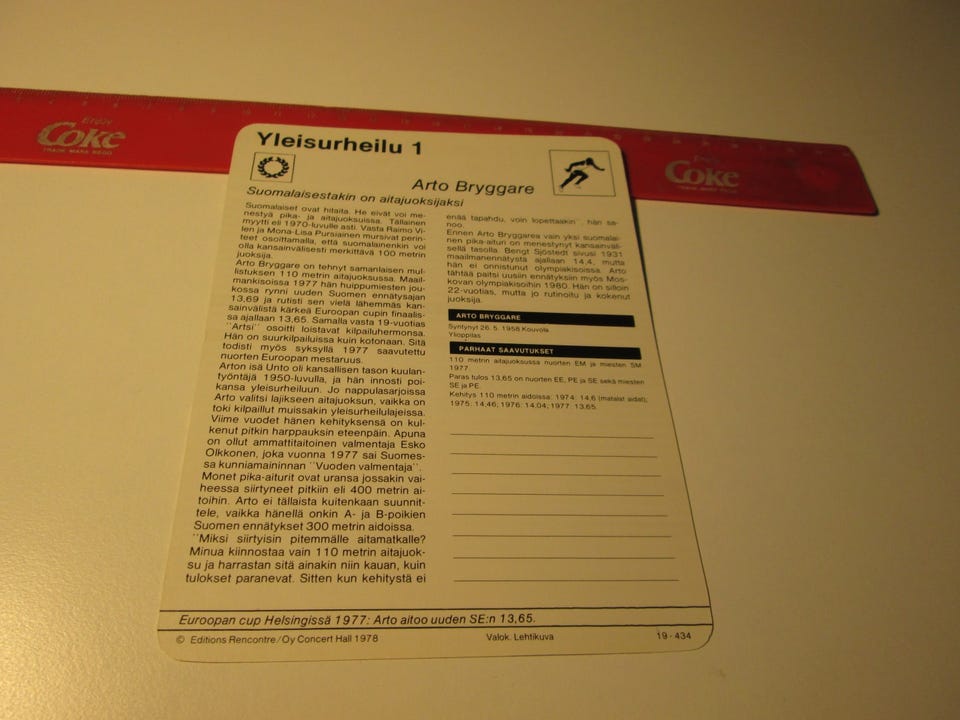 Enjoy
Coke
TRADE MARK REGD
Enjoy
Coke
TRADE MARK REGD
Yleisurheilu 1
Arto Bryggare
Suomalaisestakin on aitajuoksijaksi
Suomalaiset ovat hitaita. He eivät voi me-
nestyä pika- ja aitajuoksuissa. Tällainen
myytti eli 1970-luvulle asti. Vasta Raimo Vi-
len ja Mona-Lisa Pursiainen mursivat perin-
teet osoittamalla, että suomalainenkin voi
olla kansainvälisesti merkittävä 100 metrin
juoksija.
Arto Bryggare on tehnyt samanlaisen mul-
listuksen 110 metrin aitajuoksussa. Maail-
mankisoissa 1977 hän huippumiesten jou-
kossa rynni uuden Suomen ennätysajan
13,69 ja rutisti sen vielä lähemmäs kan-
sainvälistä kärkeä Euroopan cupin finaalis-
sa ajallaan 13,65. Samalla vasta 19-vuotias
"Artsi" osoitti loistavat kilpailuhermonsa.
Hän on suurkilpailuissa kuin kotonaan. Sitä
todisti myös syksyllä 1977 saavutettu
nuorten Euroopan mestaruus.
Arton isä Unto oli kansallisen tason kuulan-
työntäjä 1950-luvulla, ja hän innosti poi-
kansa yleisurheiluun. Jo nappulasarjoissa
Arto valitsi lajikseen aitajuoksun, vaikka on
toki kilpaillut muissakin yleisurheilulajeissa.
Viime vuodet hänen kehityksensä on kul-
kenut pitkin harppauksin eteenpäin. Apuna
on ollut ammattitaitoinen valmentaja Esko
Olkkonen, joka vuonna 1977 sai Suomes-
sa kunniamaininnan "Vuoden valmentaja".
Monet pika-aiturit ovat uransa jossakin vai-
heessa siirtyneet pitkiin eli 400 metrin ai-
toihin. Arto ei tällaista kuitenkaan suunnit-
tele, vaikka hänellä onkin A- ja B-poikien
Suomen ennätykset 300 metrin aidoissa.
"Miksi siirtyisin pitemmälle aitamatkalle?
Minua kiinnostaa vain 110 metrin aitajuok-
su ja harrastan sitä ainakin niin kauan, kuin
tulokset paranevat. Sitten kun kehitystä ei
enää tapahdu, voin lopettaakin" hän sa-
noo.
Ennen Arto Bryggarea vain yksi suomalai-
nen pika-aituri on menestynyt kansainväli-
sellä tasolla. Bengt Sjöstedt sivusi 1931
maailmanennätystä ajallaan 14,4, mutta
hän ei onnistunut olympiakisoissa. Arto
tähtää paitsi uusiin ennätyksiin myös Mos-
kovan olympiakisoihin 1980. Hän on silloin
22-vuotias, mutta jo rutinoitu ja kokenut
juoksija.
ARTO BRYGGARE
Syntynyt 26. 5. 1958 Kouvola
Ylioppilas
PARHAAT SAAVUTUKSET
110 metrin aitajuoksussa nuorten EM ja miesten SM
1977
Paras tulos 13,65 on nuorten EE, PE ja SE sekä miesten
SE ja PE
Kehitys 110 metrin aidoissa: 1974: 14,6 (matalat aidat),
1975: 14,46; 1976: 14,04; 1977: 13,65.
Euroopan cup Helsingissä 1977: Arto aitoo uuden SE:n 13,65.
© Editions Rencontre/Oy Concert Hall 1978
Valok. Lehtikuva
19-434